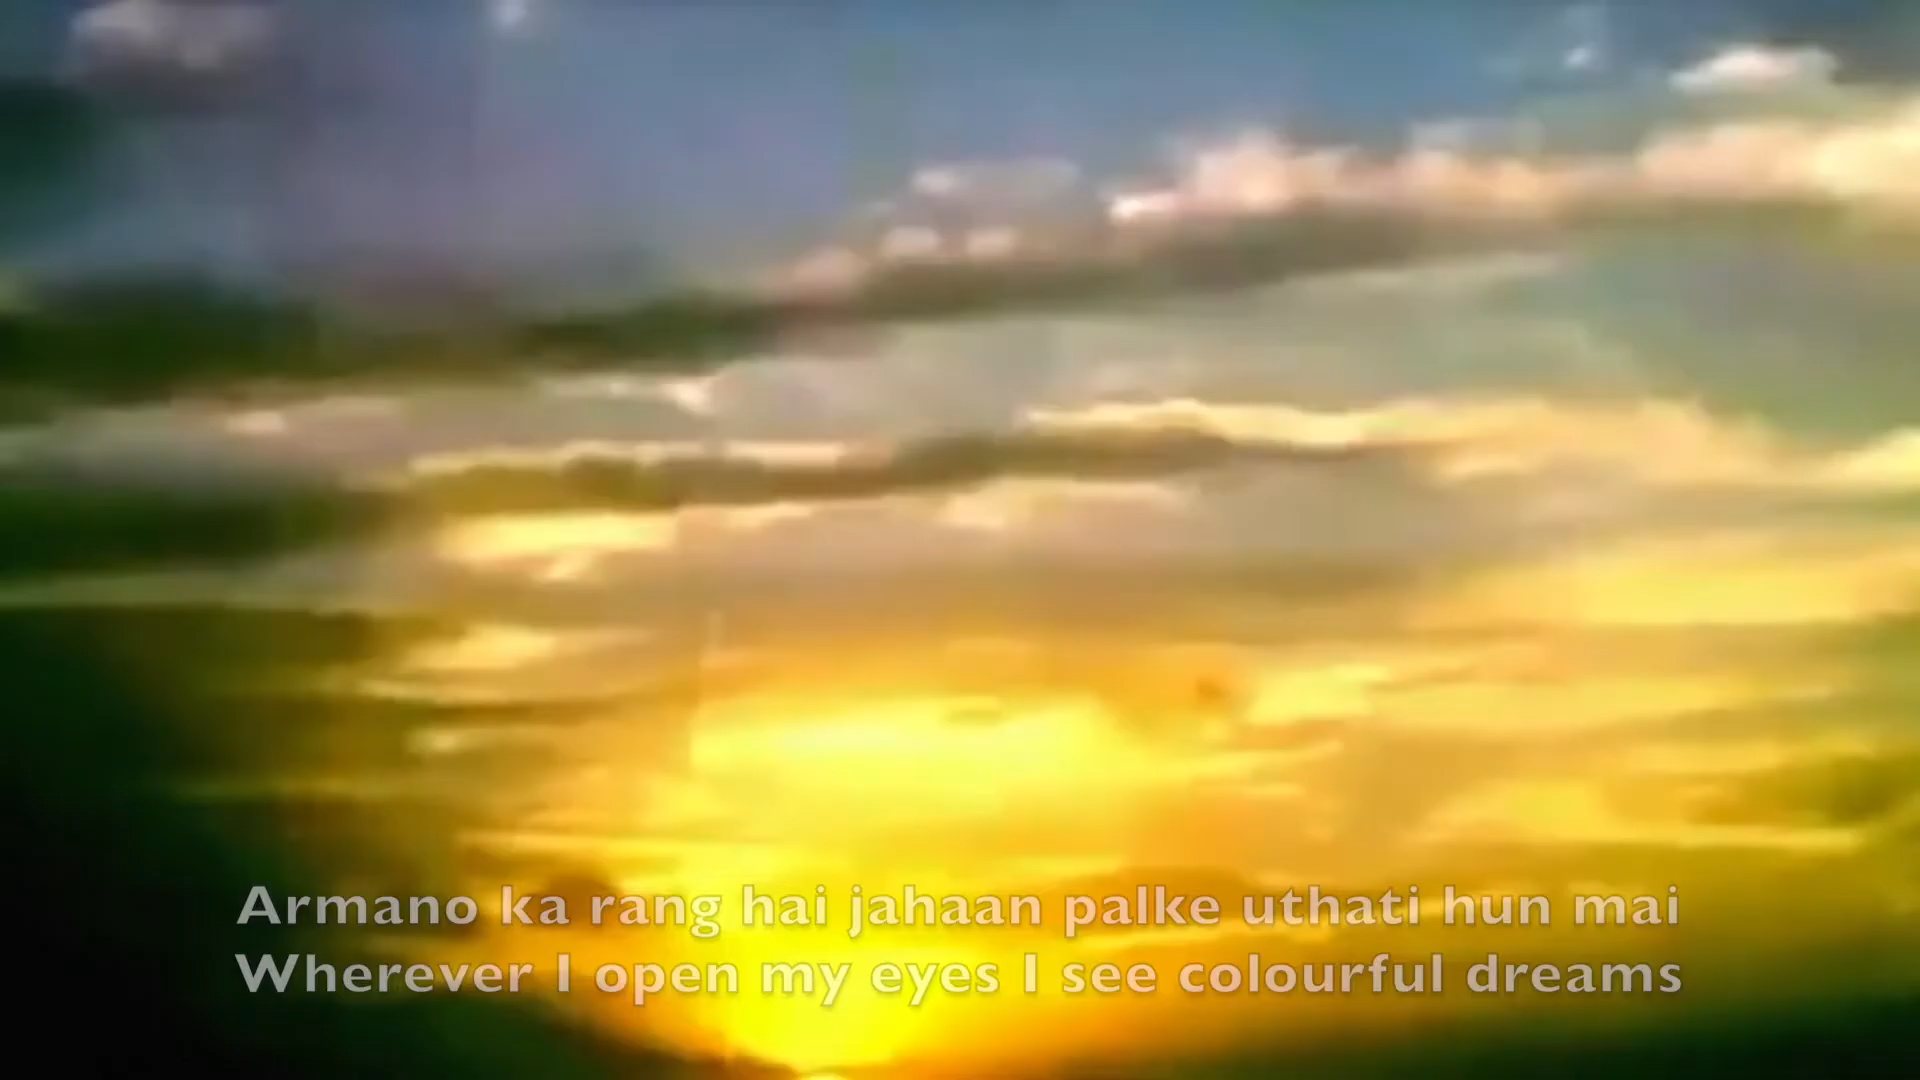 Armano ka rang hai jahaan palke uthati hun mai
Wherever I open my eyes I see colourful dreams